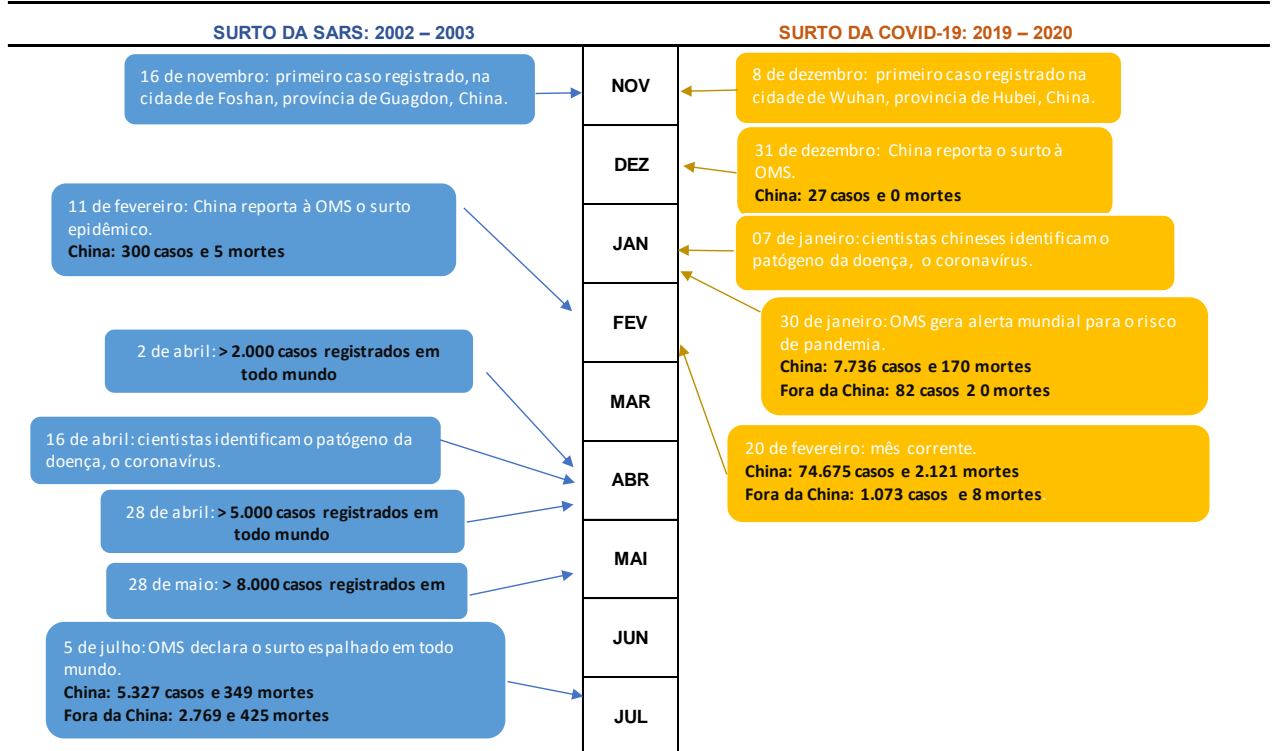 SURTO DA SARS: 2002 – 2003
SURTO DA COVID-19: 2019 – 2020
16 de novembro: primeiro caso registrado, na
cidade de Foshan, província de Guagdon, China.
11 de fevereiro: China reporta à OMS o surto
epidêmico.
China: 300 casos e 5 mortes
2 de abril: > 2.000 casos registrados em
todo mundo
16 de abril: cientistas identificam o patógeno da
doença, o coronavírus.
28 de abril: > 5.000 casos registrados em
todo mundo
28 de maio: > 8.000 casos registrados em
5 de julho: OMS declara o surto espalhado em todo
mundo.
China: 5.327 casos e 349 mortes
Fora da China: 2.769 e 425 mortes
NOV
DEZ
JAN
FEV
MAR
ABR
MAI
JUN
JUL
8 de dezembro: primeiro caso registrado na
cidade de Wuhan, provincia de Hubei, China.
31 de dezembro: China reporta o surto à
OMS.
China: 27 casos e 0 mortes
07 de janeiro: cientistas chineses identificam o
patógeno da doença, o coronavírus.
30 de janeiro: OMS gera alerta mundial para o risco
de pandemia.
China: 7.736 casos e 170 mortes
Fora da China: 82 casos 2 0 mortes
20 de fevereiro: mês corrente.
China: 74.675 casos e 2.121 mortes
Fora da China: 1.073 casos e 8 mortes.